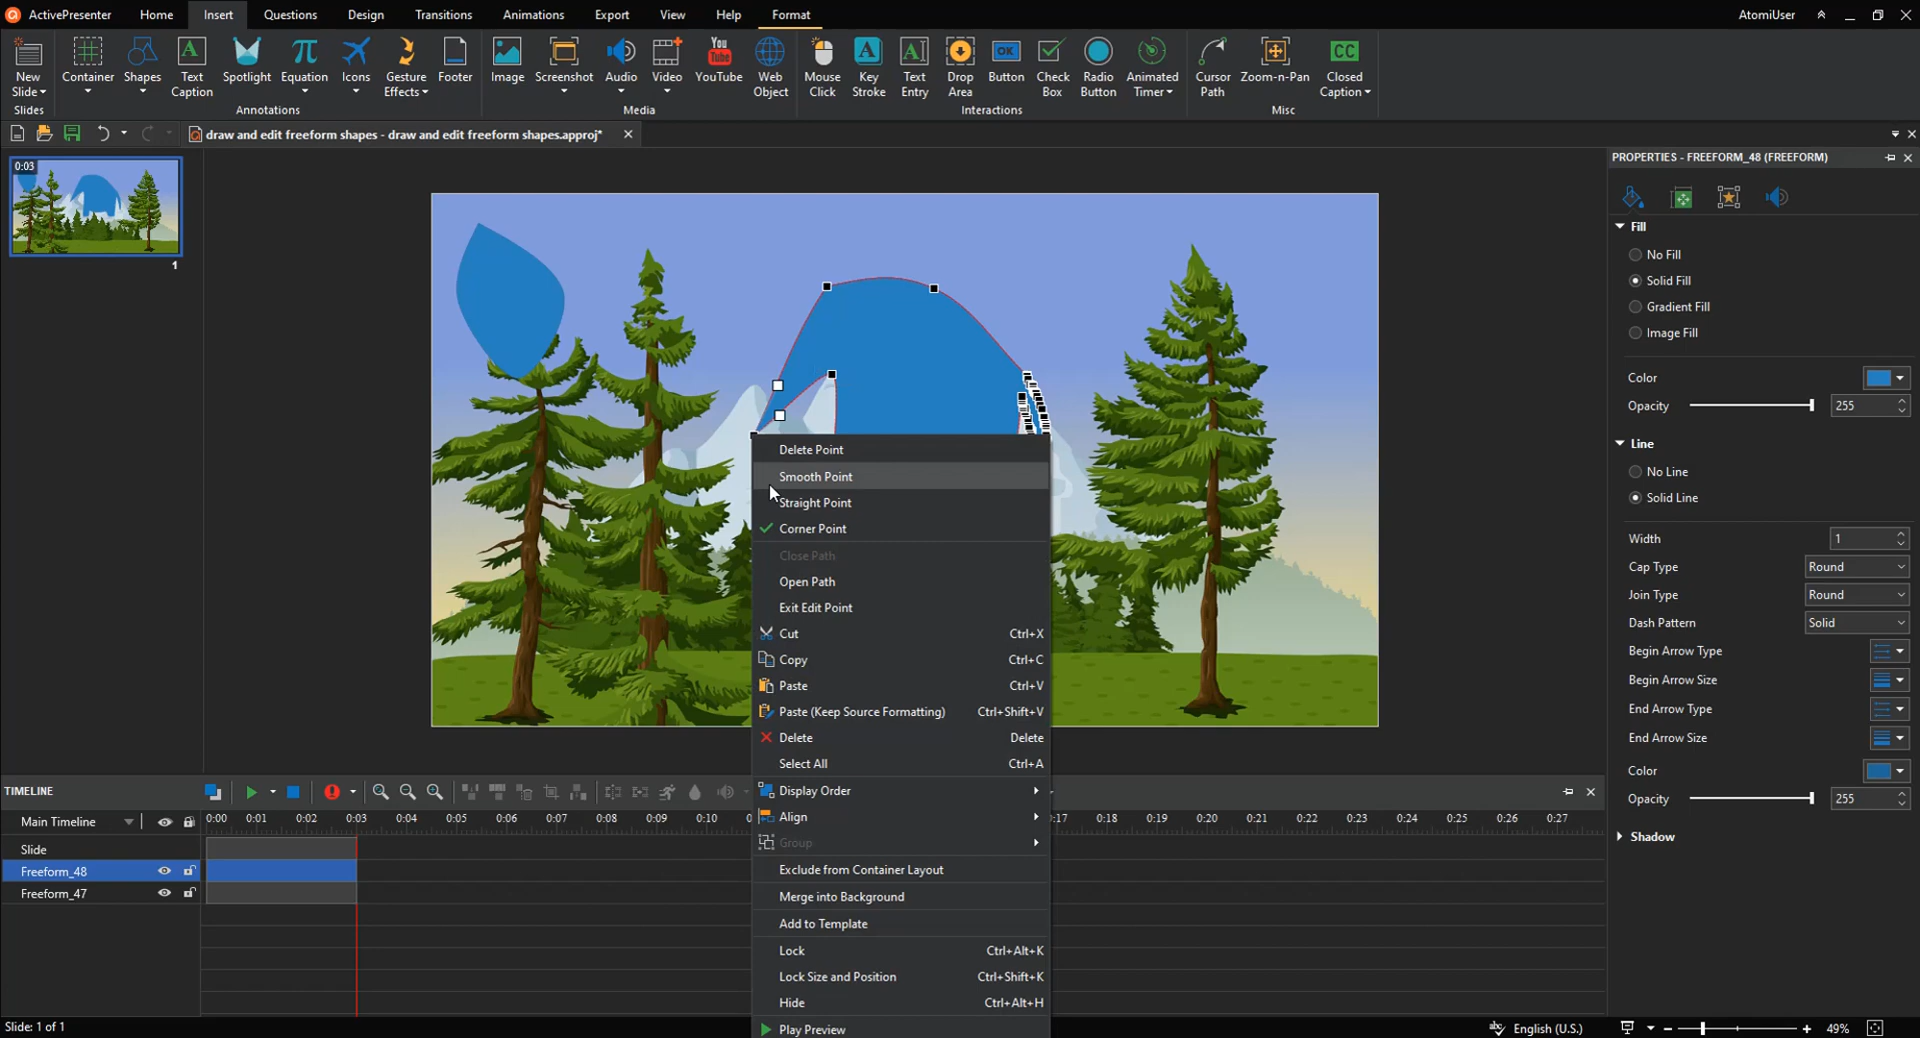 ActivePresenter Home Insert Questions Design Transitions Animations Export View Help Format AtomiUser
New Slide Container Shapes Text Caption Spotlight Equation Icons Gesture Effects Footer Image Screenshot Audio Video YouTube Web Object Mouse Click Key Stroke Text Entry Drop Area Button Check Box Radio Button Animated Timer Cursor Path Zoom-n-Pan Closed Caption
Slides Annotations Media Interactions Misc
draw and edit freeform shapes - draw and edit freeform shapes.approj*
0:03
1
Delete Point
Smooth Point
Straight Point
Corner Point
Close Path
Open Path
Exit Edit Point
Cut Ctrl+X
Copy Ctrl+C
Paste Ctrl+V
Paste (Keep Source Formatting) Ctrl+Shift+V
Delete Delete
Select All Ctrl+A
Display Order
Align
Group
Exclude from Container Layout
Merge into Background
Add to Template
Lock Ctrl+Alt+K
Lock Size and Position Ctrl+Shift+K
Hide Ctrl+Alt+H
Play Preview
PROPERTIES - FREEFORM_48 (FREEFORM)
Fill
No Fill
Solid Fill
Gradient Fill
Image Fill
Color
Opacity 255
Line
No Line
Solid Line
Width 1
Cap Type Round
Join Type Round
Dash Pattern Solid
Begin Arrow Type
Begin Arrow Size
End Arrow Type
End Arrow Size
Color
Opacity 255
Shadow
TIMELINE
Main Timeline 0:00 0:01 0:02 0:03 0:04 0:05 0:06 0:07 0:08 0:09 0:10 :17 0:18 0:19 0:20 0:21 0:22 0:23 0:24 0:25 0:26 0:27
Slide
Freeform_48
Freeform_47
Slide: 1 of 1 English (U.S.) 49%